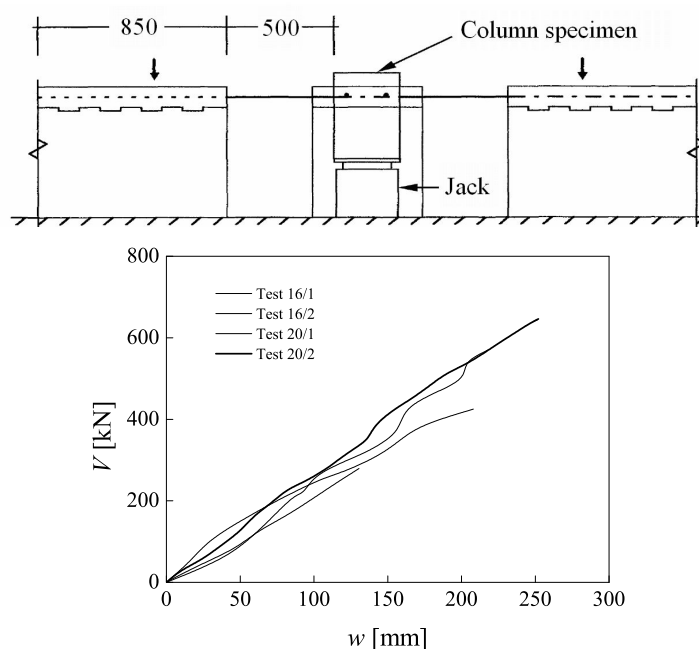 850 500 Column specimen
Jack
800
600
400
200
0
V [kN]
Test 16/1
Test 16/2
Test 20/1
Test 20/2
0 50 100 150 200 250 300
w [mm]